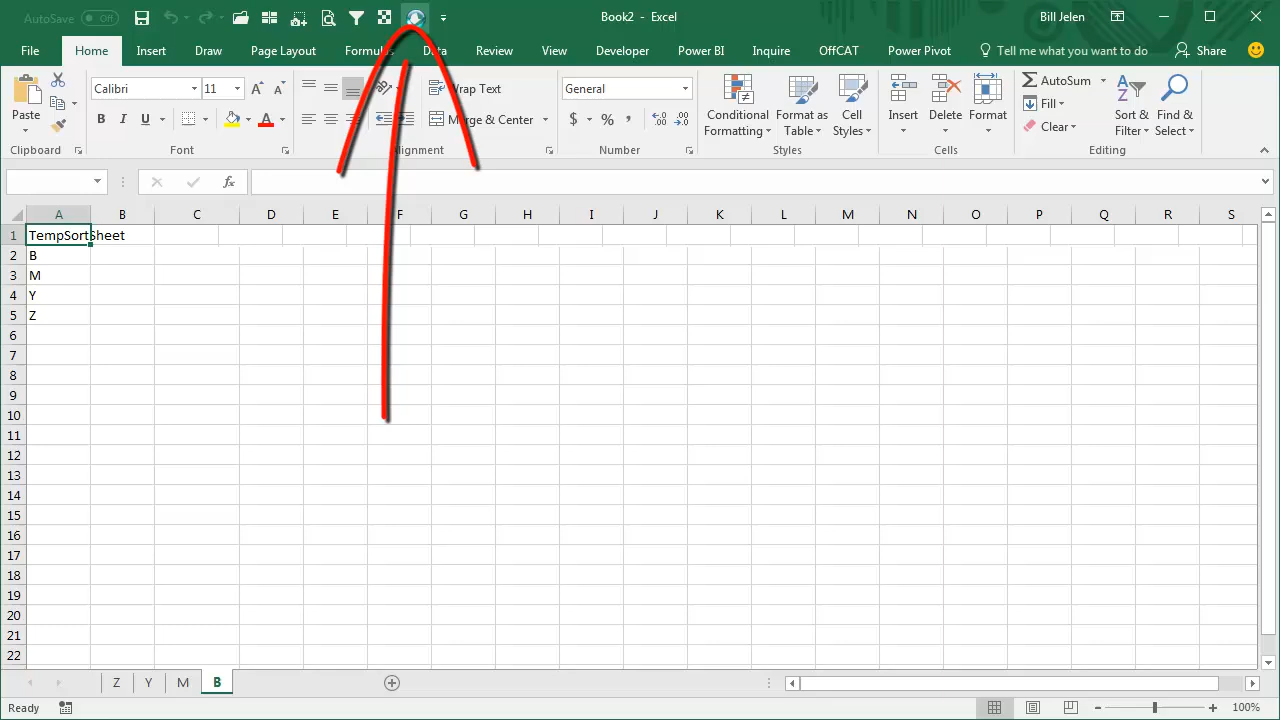 AutoSave Off
Book2 - Excel
Bill Jelen
File Home Insert Draw Page Layout Data Review View Developer Power BI Inquire OffCAT Power Pivot Tell me what you want to do Share
Paste
Clipboard
Calibri 11
B I U
Font
Wrap Text
Merge & Center
Alignment
General
$ % ,
Number
Conditional
Formatting
Format as
Table
Cell
Styles
Styles
Insert Delete Format
Cells
AutoSum
Fill
Clear
Sort &
Filter
Find &
Select
Editing
fx
A B C D E F G H I J K L M N O P Q R S
1 TempSortSheet
2 B
3 M
4 Y
5 Z
6
7
8
9
10
11
12
13
14
15
16
17
18
19
20
21
22
Z Y M B
Ready
100%